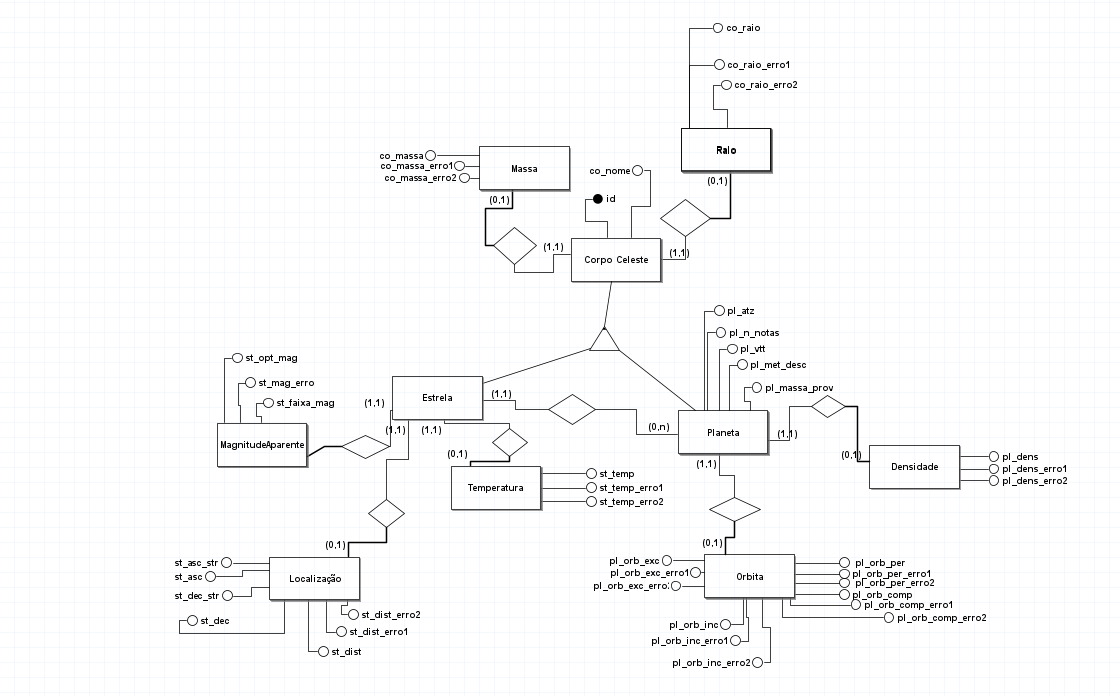 co_raio
co_raio_erro1
co_raio_erro2
Raio
(0,1)
co_massa
co_massa_erro1
co_massa_erro2
Massa
(0,1)
co_nome
id
(1,1)
Corpo Celeste
(1,1)
pl_atz
pl_n_notas
pl_vtt
pl_met_desc
pl_massa_prov
st_opt_mag
st_mag_erro
st_faixa_mag
(1,1)
Estrela
(1,1)
MagnitudeAparente
(1,1)
(1,1)
(0,n)
Planeta
(1,1)
(0,1)
Densidade
pl_dens
pl_dens_erro1
pl_dens_erro2
(0,1)
Temperatura
st_temp
st_temp_erro1
st_temp_erro2
(1,1)
(0,1)
(0,1)
st_asc_str
st_asc
st_dec_str
st_dec
Localização
st_dist_erro2
st_dist_erro1
st_dist
pl_orb_exc
pl_orb_exc_erro1
pl_orb_exc_erro
Orbita
pl_orb_per
pl_orb_per_erro1
pl_orb_per_erro2
pl_orb_comp
pl_orb_comp_erro1
pl_orb_comp_erro2
pl_orb_inc
pl_orb_inc_erro1
pl_orb_inc_erro2